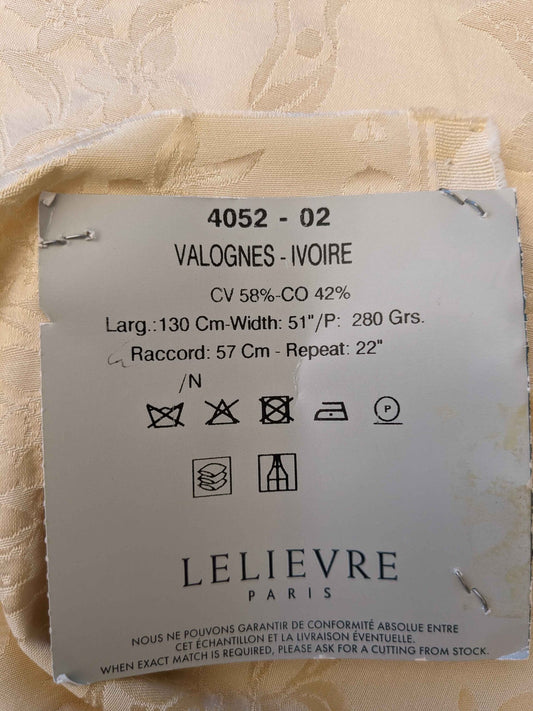 4052 - 02
VALOGNES - IVOIRE
CV 58%-CO 42%
Larg.:130 Cm-Width: 51"/P: 280 Grs.
Raccord: 57 Cm - Repeat: 22"
/N
P
LELIEVRE
PARIS
NOUS NE POUVONS GARANTIR DE CONFORMITÉ ABSOLUE ENTRE
CET ÉCHANTILLON ET LA LIVRAISON ÉVENTUELLE.
WHEN EXACT MATCH IS REQUIRED, PLEASE ASK FOR A CUTTING FROM STOCK.